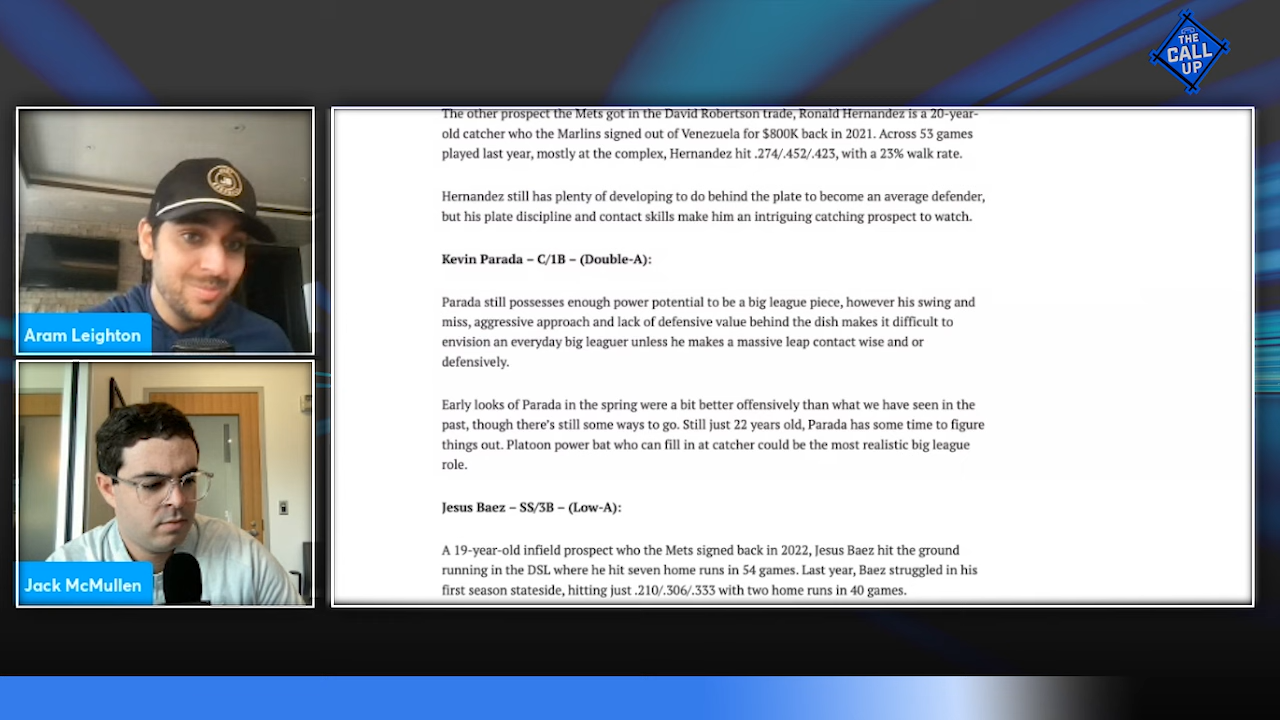 THE
CALL
UP
Aram Leighton
Jack McMullen
The other prospect the Mets got in the David Robertson trade, Ronald Hernandez is a 20-year-
old catcher who the Marlins signed out of Venezuela for $800K back in 2021. Across 53 games
played last year, mostly at the complex, Hernandez hit .274/.452/.423, with a 23% walk rate.
Hernandez still has plenty of developing to do behind the plate to become an average defender,
but his plate discipline and contact skills make him an intriguing catching prospect to watch.
Kevin Parada – C/1B – (Double-A):
Parada still possesses enough power potential to be a big league piece, however his swing and
miss, aggressive approach and lack of defensive value behind the dish makes it difficult to
envision an everyday big leaguer unless he makes a massive leap contact wise and or
defensively.
Early looks of Parada in the spring were a bit better offensively than what we have seen in the
past, though there's still some ways to go. Still just 22 years old, Parada has some time to figure
things out. Platoon power bat who can fill in at catcher could be the most realistic big league
role.
Jesus Baez – SS/3B – (Low-A):
A 19-year-old infield prospect who the Mets signed back in 2022, Jesus Baez hit the ground
running in the DSL where he hit seven home runs in 54 games. Last year, Baez struggled in his
first season stateside, hitting just .210/.306/.333 with two home runs in 40 games.